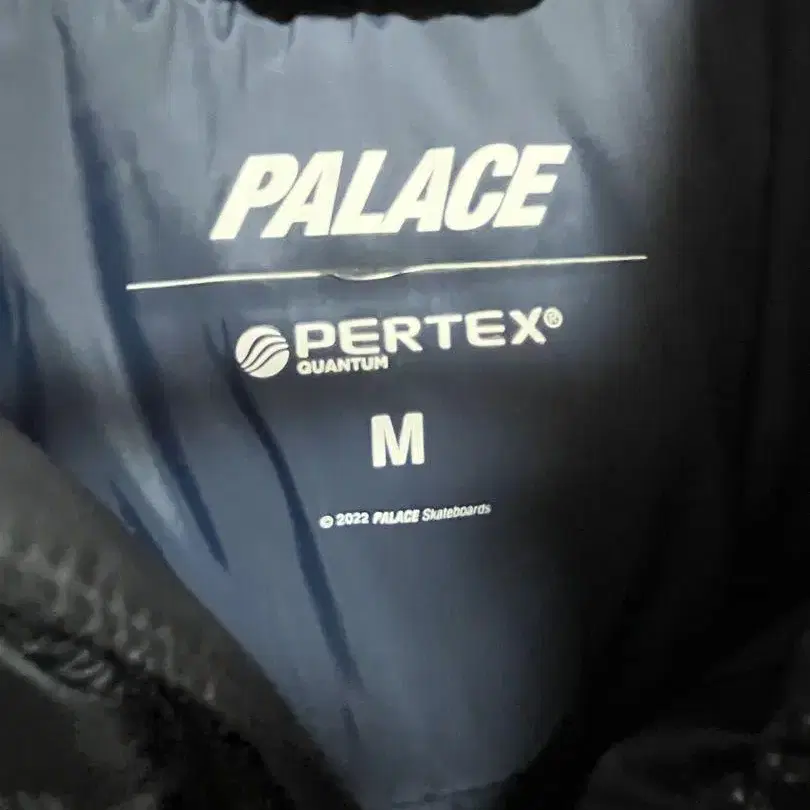 PALACE
PERTEX®
QUANTUM
M
© 2022 PALACE Skateboards